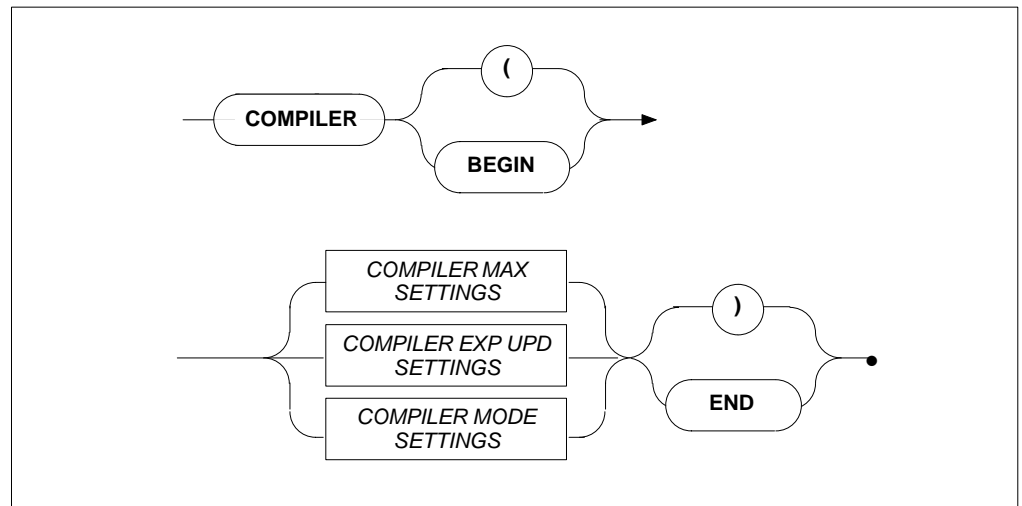 (
COMPILER
BEGIN
COMPILER MAX
SETTINGS
)
COMPILER EXP UPD
SETTINGS
END
COMPILER MODE
SETTINGS